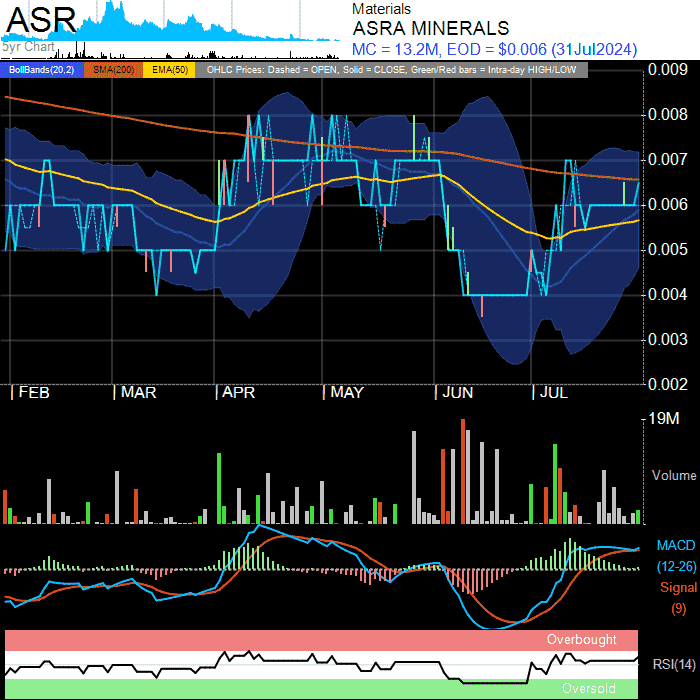 ASR
5yr Chart
Materials
ASRA MINERALS
MC = 13.2M, EOD = $0.006 (31Jul2024)
BollBands(20,2) SMA(200) EMA(50) OHLC Prices: Dashed = OPEN, Solid = CLOSE, Green/Red bars = Intra-day HIGH/LOW
0.009
0.008
0.007
0.006
0.005
0.004
0.003
0.002
FEB MAR APR MAY JUN JUL
19M
Volume
MACD
(12-26)
Signal
(9)
Overbought
RSI(14)
Oversold